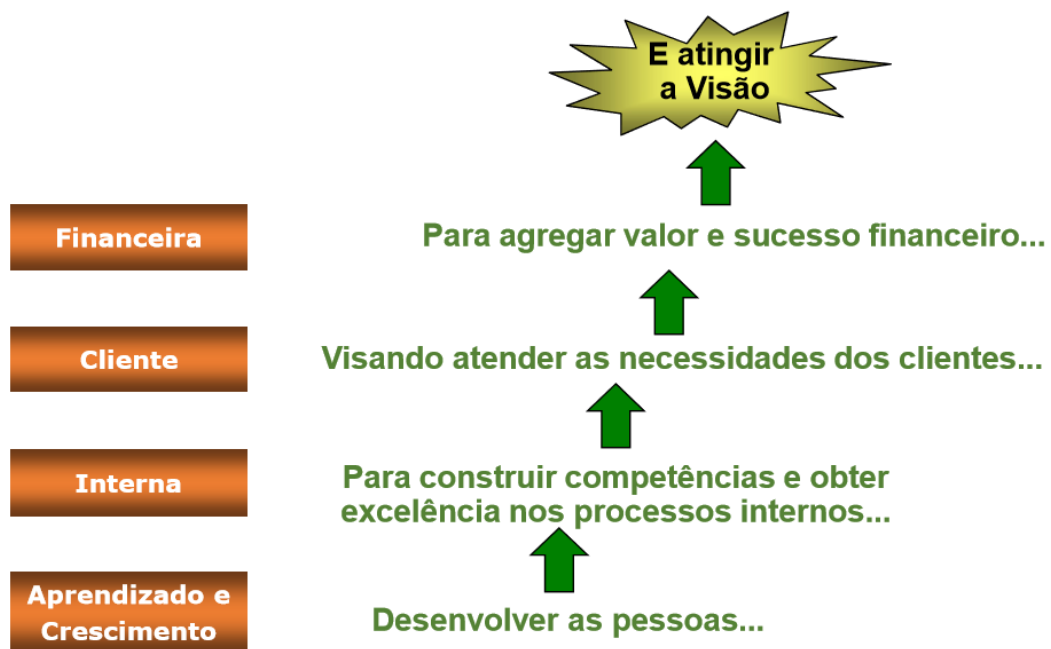 E atingir
a Visão
Financeira
Para agregar valor e sucesso financeiro...
Cliente
Visando atender as necessidades dos clientes...
Interna
Para construir competências e obter
excelência nos processos internos...
Aprendizado e
Crescimento
Desenvolver as pessoas...